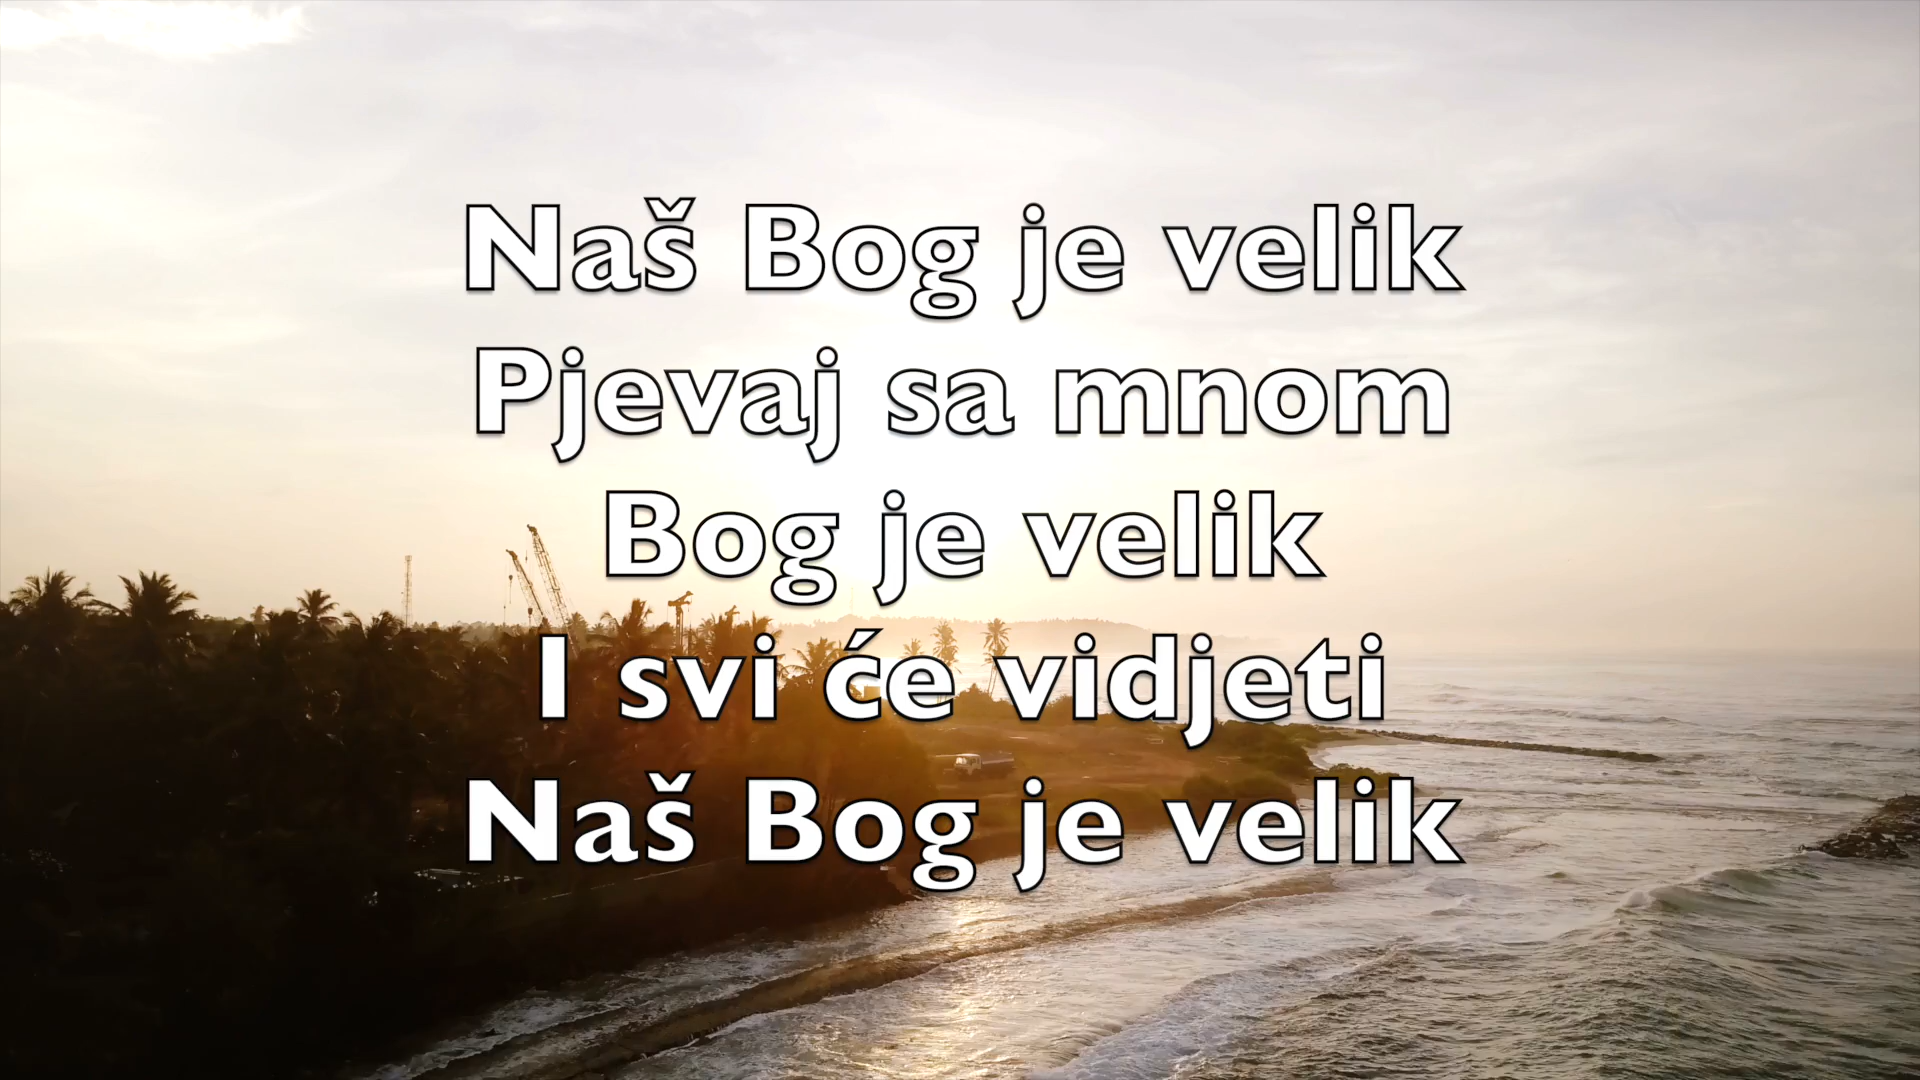 Naš Bog je velik
Pjevaj sa mnom
Bog je velik
I svi će vidjeti
Naš Bog je velik